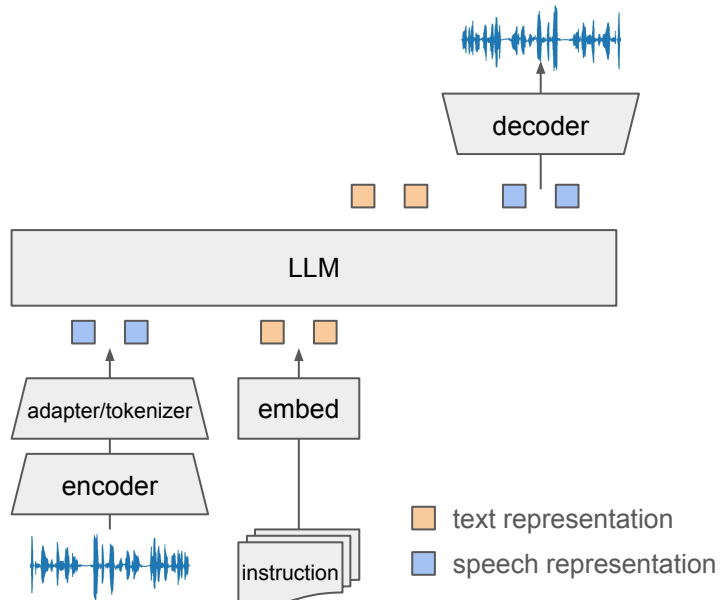 decoder
LLM
adapter/tokenizer
embed
encoder
instruction
text representation
speech representation